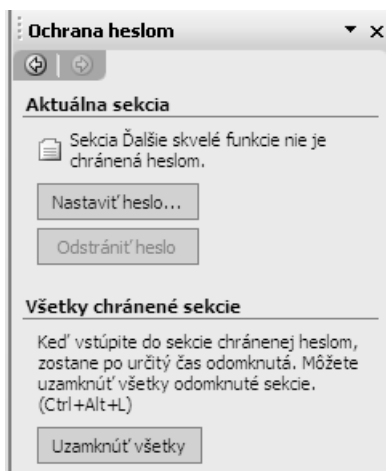 Ochrana heslom
Aktuálna sekcia
Sekcia Ďalšie skvelé funkcie nie je
chránená heslom.
Nastaviť heslo...
Odstrániť heslo
Všetky chránené sekcie
Keď vstúpite do sekcie chránenej heslom,
zostane po určitý čas odomknutá. Môžete
uzamknúť všetky odomknuté sekcie.
(Ctrl+Alt+L)
Uzamknúť všetky